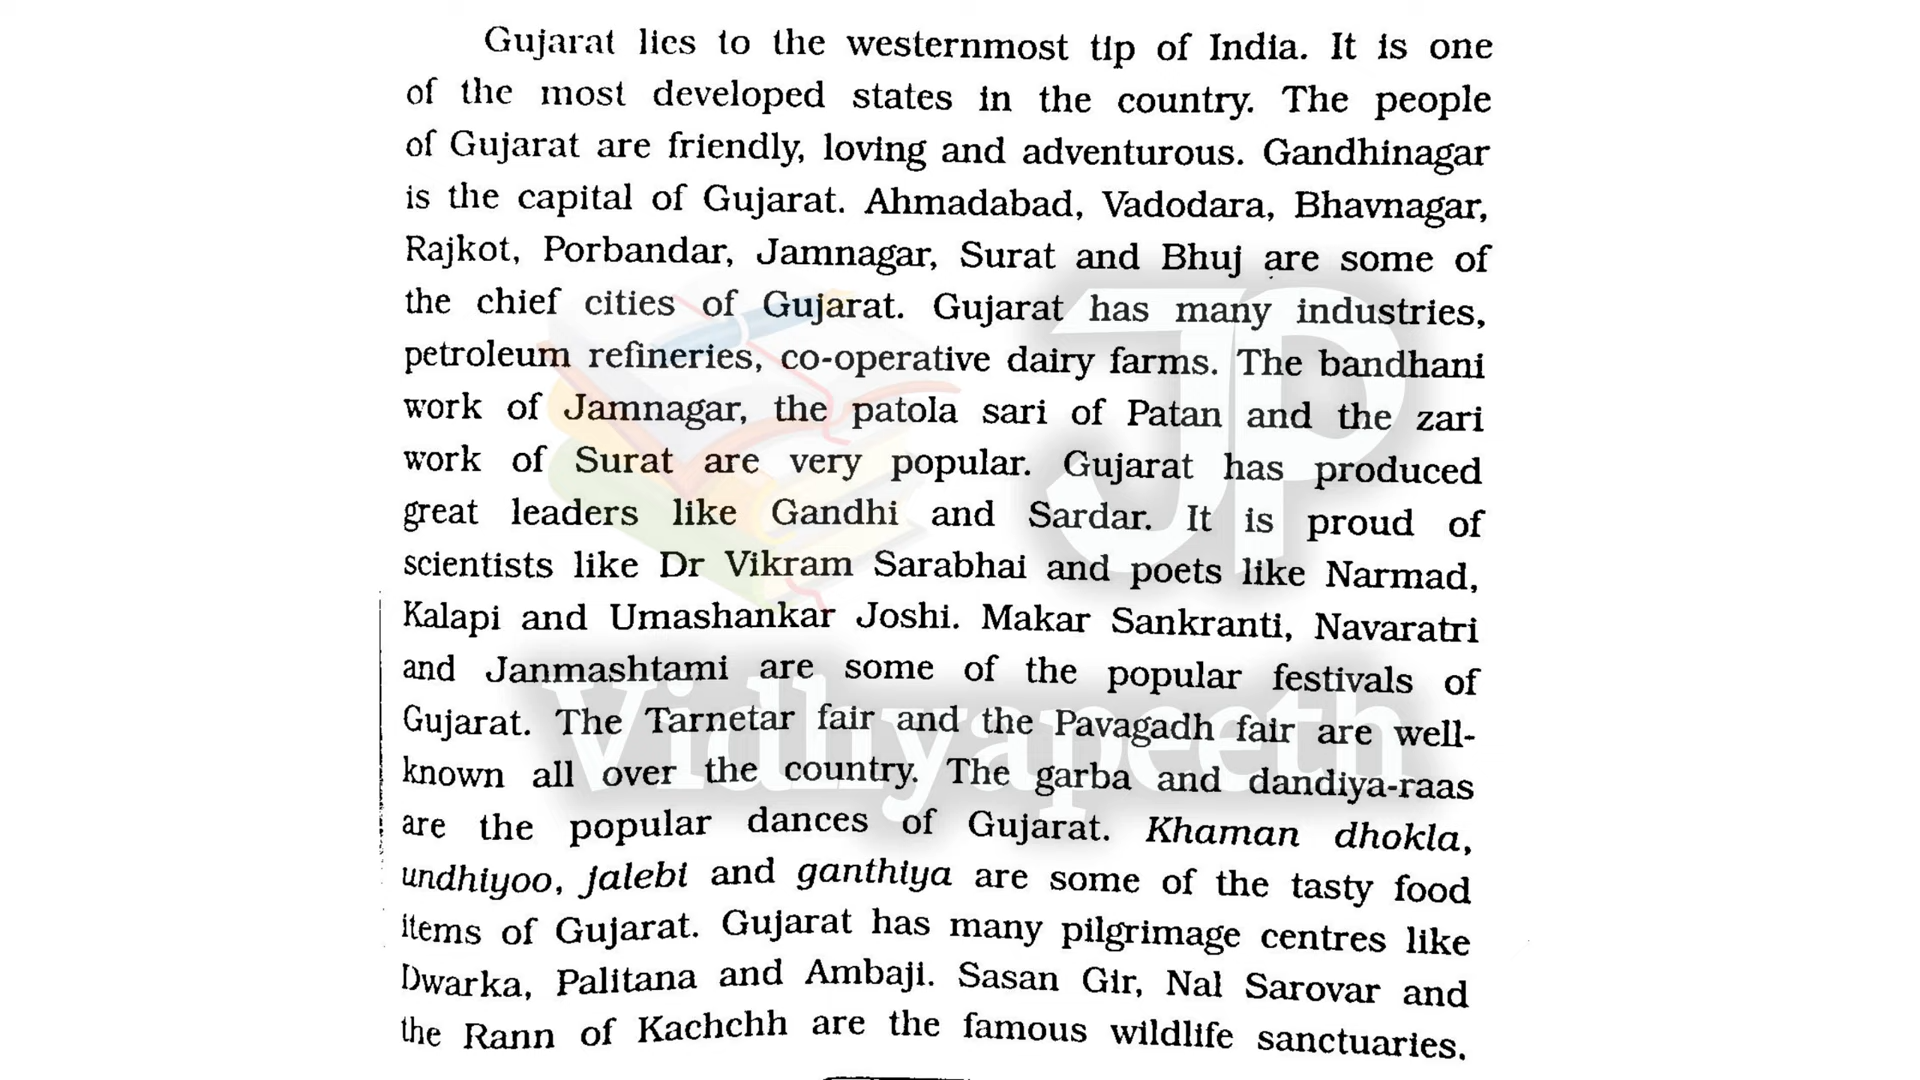 Gujarat lies to the westernmost tip of India. It is one
of the most developed states in the country. The people
of Gujarat are friendly, loving and adventurous. Gandhinagar
is the capital of Gujarat. Ahmadabad, Vadodara, Bhavnagar,
Rajkot, Porbandar, Jamnagar, Surat and Bhuj are some of
the chief cities of Gujarat. Gujarat has many industries,
petroleum refineries, co-operative dairy farms. The bandhani
work of Jamnagar, the patola sari of Patan and the zari
work of Surat are very popular. Gujarat has produced
great leaders like Gandhi and Sardar. It is proud of
scientists like Dr Vikram Sarabhai and poets like Narmad,
Kalapi and Umashankar Joshi. Makar Sankranti, Navaratri
and Janmashtami are some of the popular festivals of
Gujarat. The Tarnetar fair and the Pavagadh fair are well-
known all over the country. The garba and dandiya-raas
are the popular dances of Gujarat. Khaman dhokla,
undhiyoo, jalebi and ganthiya are some of the tasty food
items of Gujarat. Gujarat has many pilgrimage centres like
Dwarka, Palitana and Ambaji. Sasan Gir, Nal Sarovar and
the Rann of Kachchh are the famous wildlife sanctuaries.
JP
Vidhyapeeth